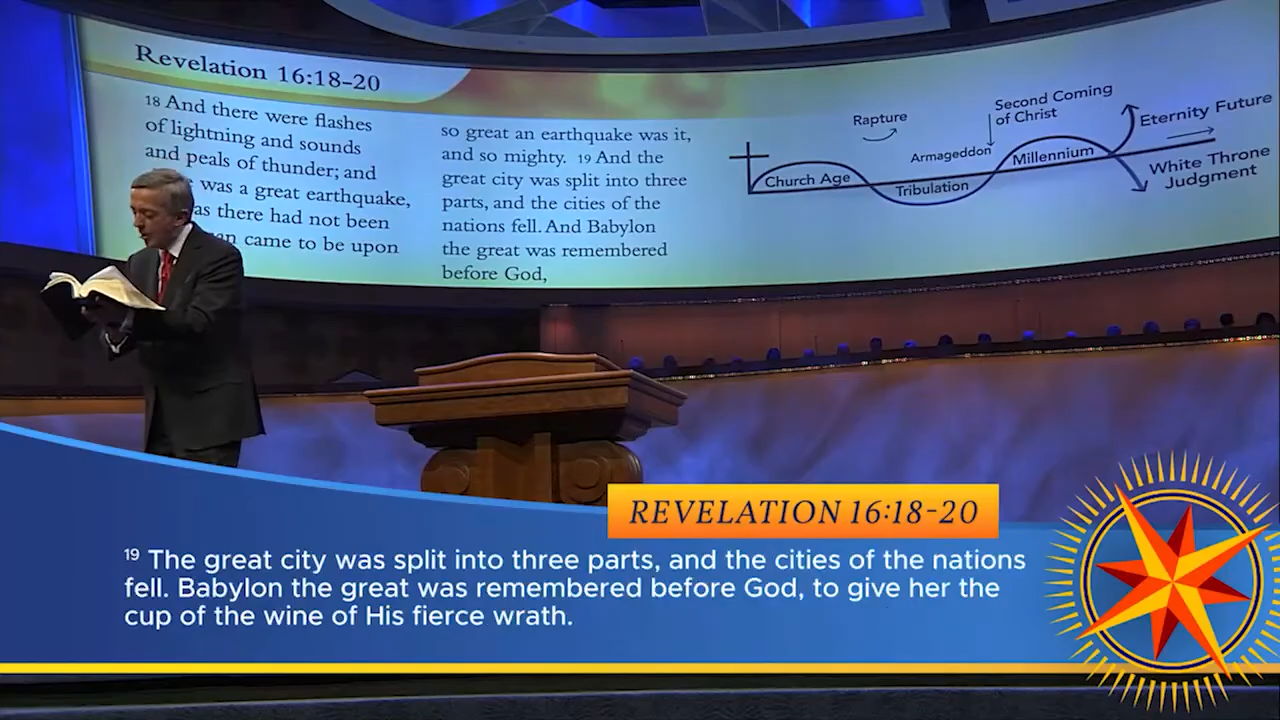 Revelation 16:18-20
18 And there were flashes
of lightning and sounds
and peals of thunder; and
was a great earthquake,
as there had not been
came to be upon
so great an earthquake was it,
and so mighty. 19 And the
great city was split into three
parts, and the cities of the
nations fell. And Babylon
the great was remembered
before God,
Rapture
Second Coming
of Christ
Eternity Future
Armageddon
Millennium
Church Age
Tribulation
White Throne
Judgment
REVELATION 16:18-20
19 The great city was split into three parts, and the cities of the nations
fell. Babylon the great was remembered before God, to give her the
cup of the wine of His fierce wrath.